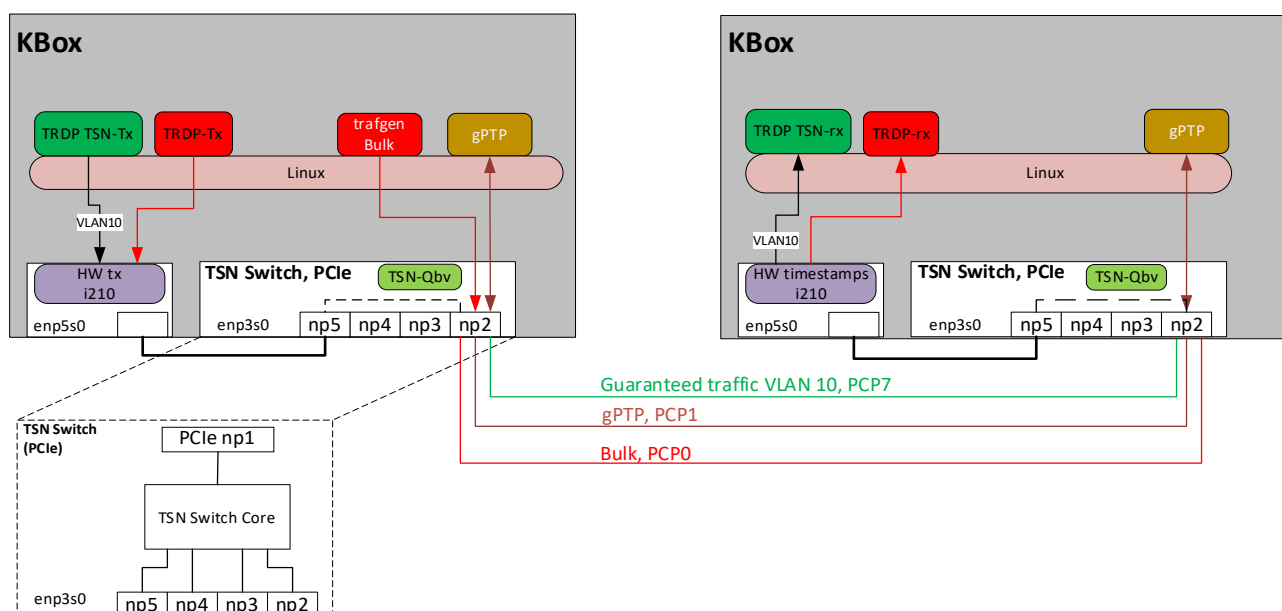 KBox
TRDP TSN-Tx
TRDP-Tx
trafgen
Bulk
gPTP
Linux
VLAN10
HW tx
i210
enp5s0
TSN Switch, PCIe
TSN-Qbv
enp3s0
np5 np4 np3 np2
KBox
TRDP TSN-rx
TRDP-rx
gPTP
Linux
VLAN10
HW timestamps
i210
enp5s0
TSN Switch, PCIe
TSN-Qbv
enp3s0
np5 np4 np3 np2
Guaranteed traffic VLAN 10, PCP7
gPTP, PCP1
Bulk, PCP0
TSN Switch
(PCIe)
PCIe np1
TSN Switch Core
enp3s0
np5 np4 np3 np2